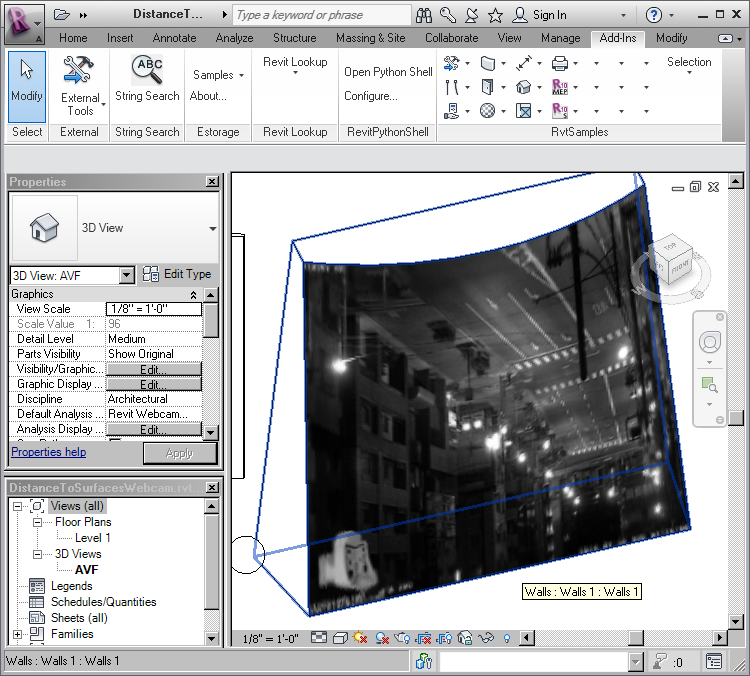 DistanceT...
Type a keyword or phrase
Sign In
Home Insert Annotate Analyze Structure Massing & Site Collaborate View Manage Add-Ins Modify
Modify
External
Tools
String Search
Samples
About...
Revit Lookup
Open Python Shell
Configure...
Selection
Select External String Search Estorage Revit Lookup RevitPythonShell RvtSamples
Properties
3D View
3D View: AVF Edit Type
Graphics
View Scale 1/8" = 1'-0"
Scale Value 1: 96
Detail Level Medium
Parts Visibility Show Original
Visibility/Graphic... Edit...
Graphic Display ... Edit...
Discipline Architectural
Default Analysis ... Revit Webcam...
Analysis Display ... Edit...
Properties help Apply
DistanceToSurfacesWebcam.rvt...
Views (all)
Floor Plans
Level 1
3D Views
AVF
Legends
Schedules/Quantities
Sheets (all)
Families
TOP
FRONT
Walls : Walls 1 : Walls 1
1/8" = 1'-0"
Walls : Walls 1 : Walls 1
:0